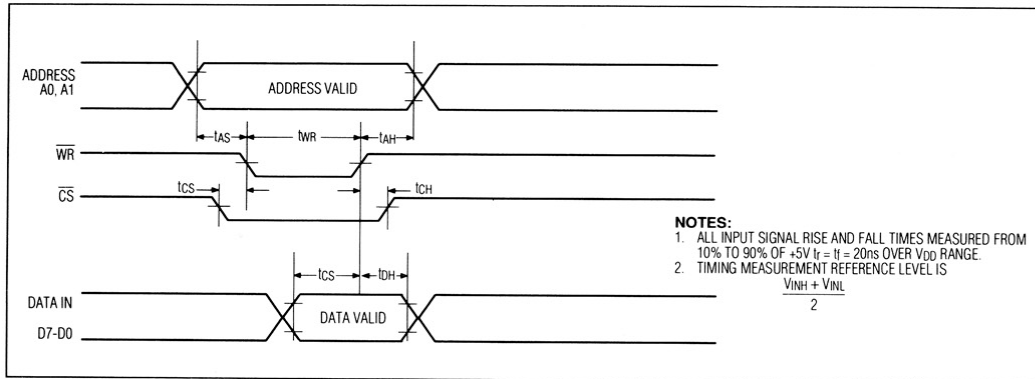 ADDRESS
A0, A1
ADDRESS VALID
tAS
tWR
tAH
WR
tCS
tCH
CS
tCS
tDH
DATA IN
DATA VALID
D7-D0
NOTES:
1. ALL INPUT SIGNAL RISE AND FALL TIMES MEASURED FROM
10% TO 90% OF +5V tr = tf = 20ns OVER VDD RANGE.
2. TIMING MEASUREMENT REFERENCE LEVEL IS
VINH + VINL
2